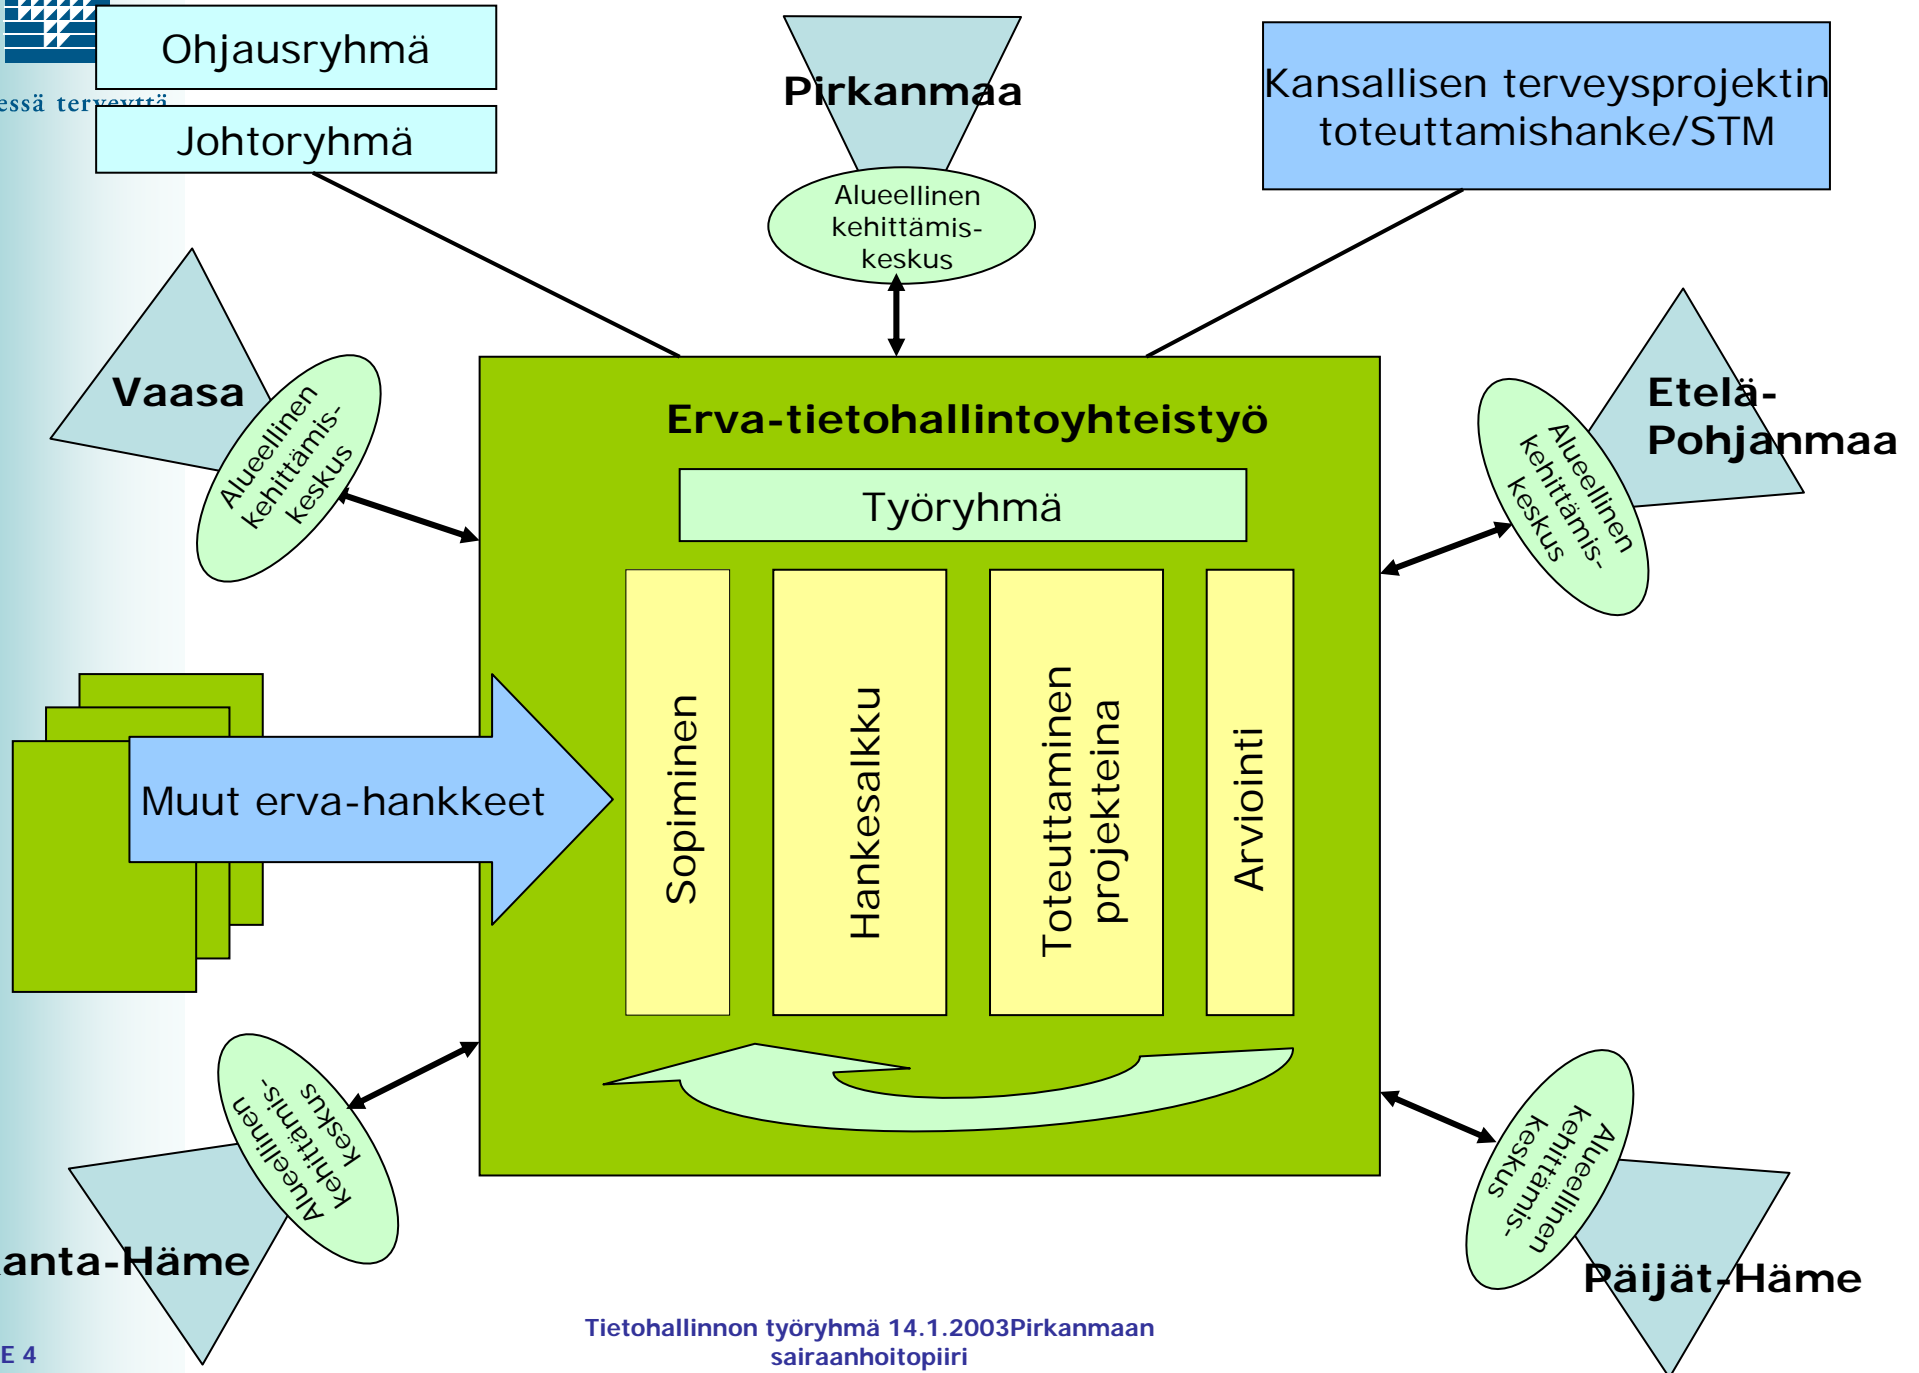 Ohjausryhmä
essä terveyttä
Johtoryhmä
Pirkanmaa
Alueellinen
kehittämis-
keskus
Kansallisen terveysprojektin
toteuttamishanke/STM
Vaasa
Alueellinen
kehittämis-
keskus
Etelä-
Pohjanmaa
Alueellinen
kehittämis-
keskus
Erva-tietohallintoyhteistyö
Työryhmä
Sopiminen
Hankesalkku
Toteuttaminen
projekteina
Arviointi
Muut erva-hankkeet
Alueellinen
kehittämis-
keskus
anta-Häme
Alueellinen
kehittämis-
keskus
Päijät-Häme
Tietohallinnon työryhmä 14.1.2003Pirkanmaan
sairaanhoitopiiri
E 4